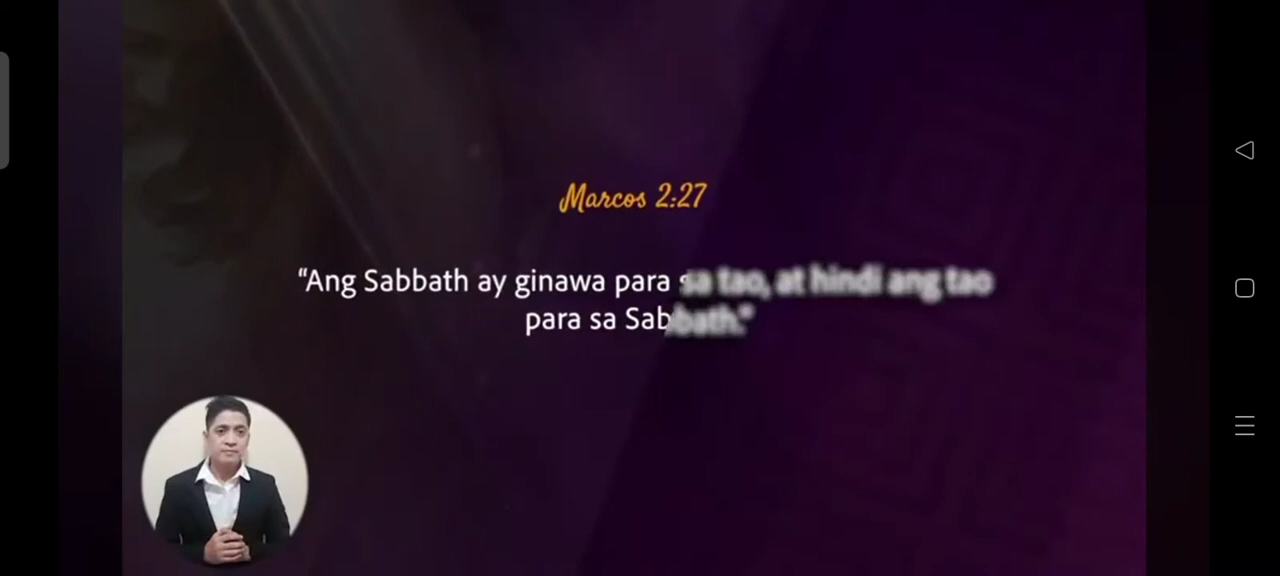 Marcos 2:27
“Ang Sabbath ay ginawa para sa tao, at hindi ang tao
para sa Sabbath.”